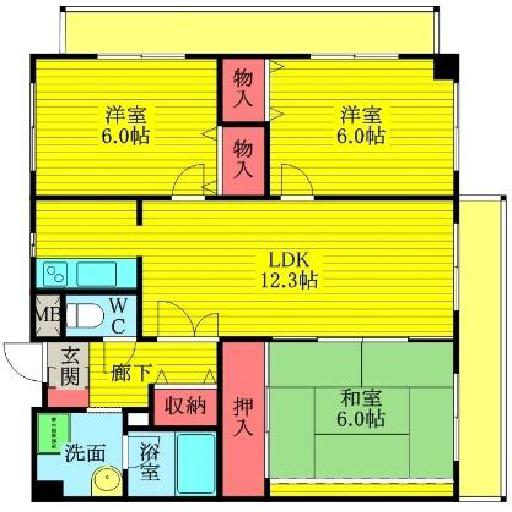 洋室
6.0帖
物入
物入
洋室
6.0帖
LDK
12.3帖
MB
WC
玄関
廊下
収納
押入
和室
6.0帖
洗面
浴室